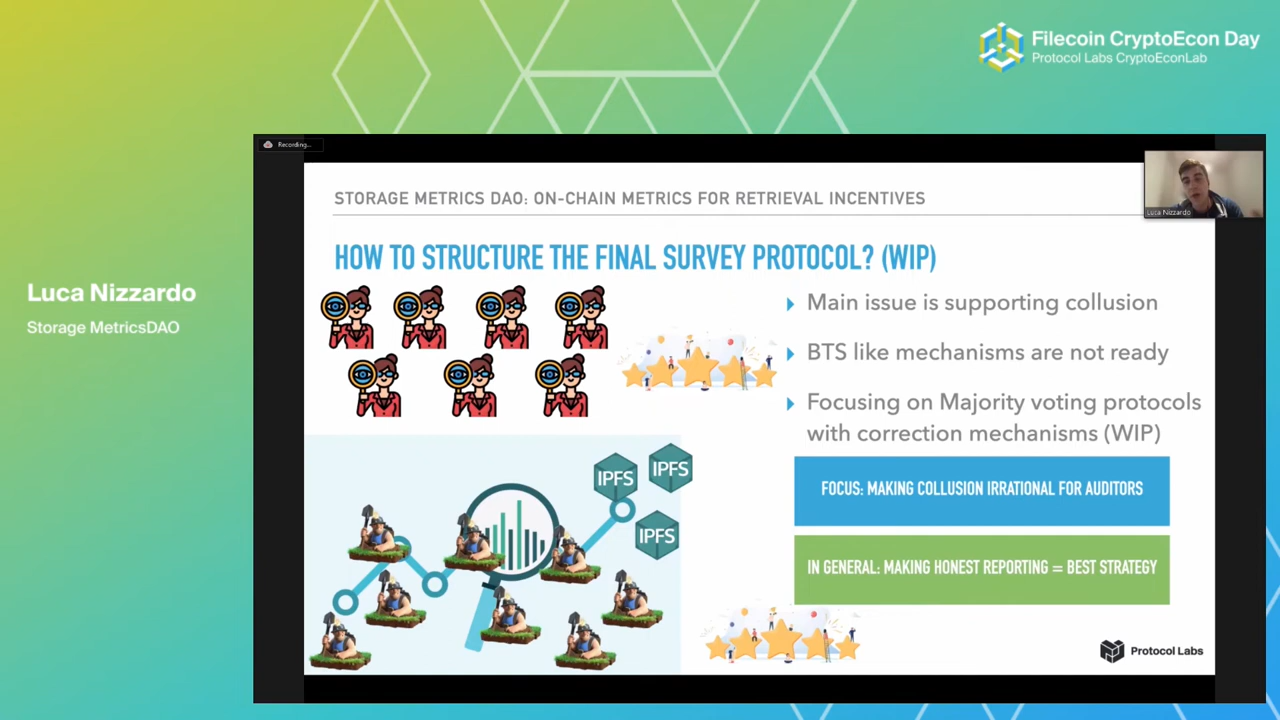 Filecoin CryptoEcon Day
Protocol Labs CryptoEconLab
Recording...
STORAGE METRICS DAO: ON-CHAIN METRICS FOR RETRIEVAL INCENTIVES
Luca Nizzardo
HOW TO STRUCTURE THE FINAL SURVEY PROTOCOL? (WIP)
Luca Nizzardo
Storage MetricsDAO
Main issue is supporting collusion
BTS like mechanisms are not ready
Focusing on Majority voting protocols
with correction mechanisms (WIP)
IPFS
IPFS
IPFS
FOCUS: MAKING COLLUSION IRRATIONAL FOR AUDITORS
IN GENERAL: MAKING HONEST REPORTING = BEST STRATEGY
Protocol Labs